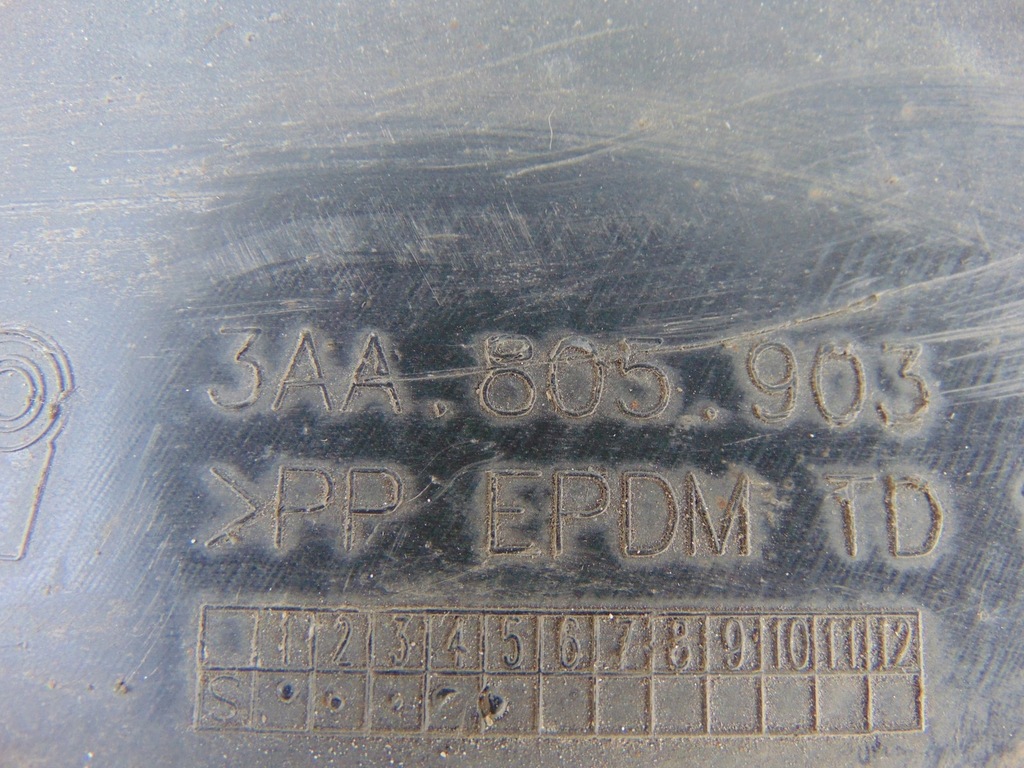 3AA.805.903
>PP EPDM TD
1 2 3 4 5 6 7 8 9 10 11 12
S